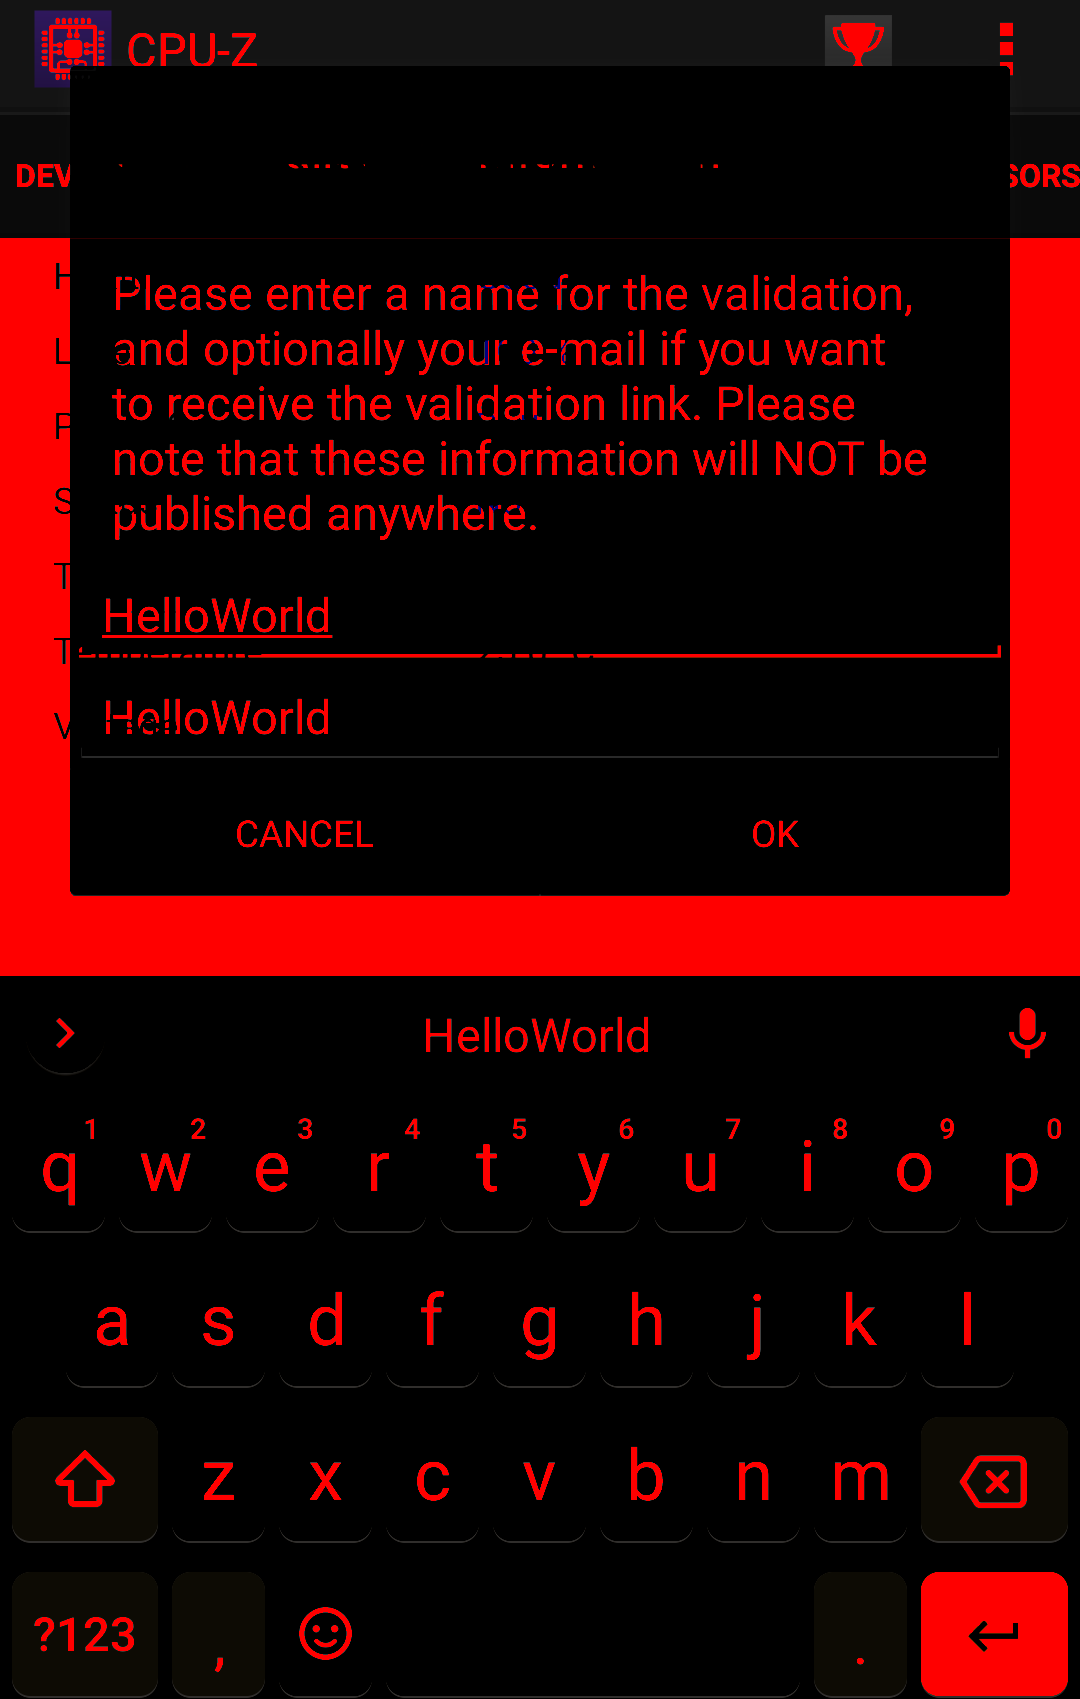 CPU-Z
DEV SORS
Please enter a name for the validation,
and optionally your e-mail if you want
to receive the validation link. Please
note that these information will NOT be
published anywhere.
HelloWorld
HelloWorld
CANCEL OK
HelloWorld
1 2 3 4 5 6 7 8 9 0
q w e r t y u i o p
a s d f g h j k l
z x c v b n m
?123 , .